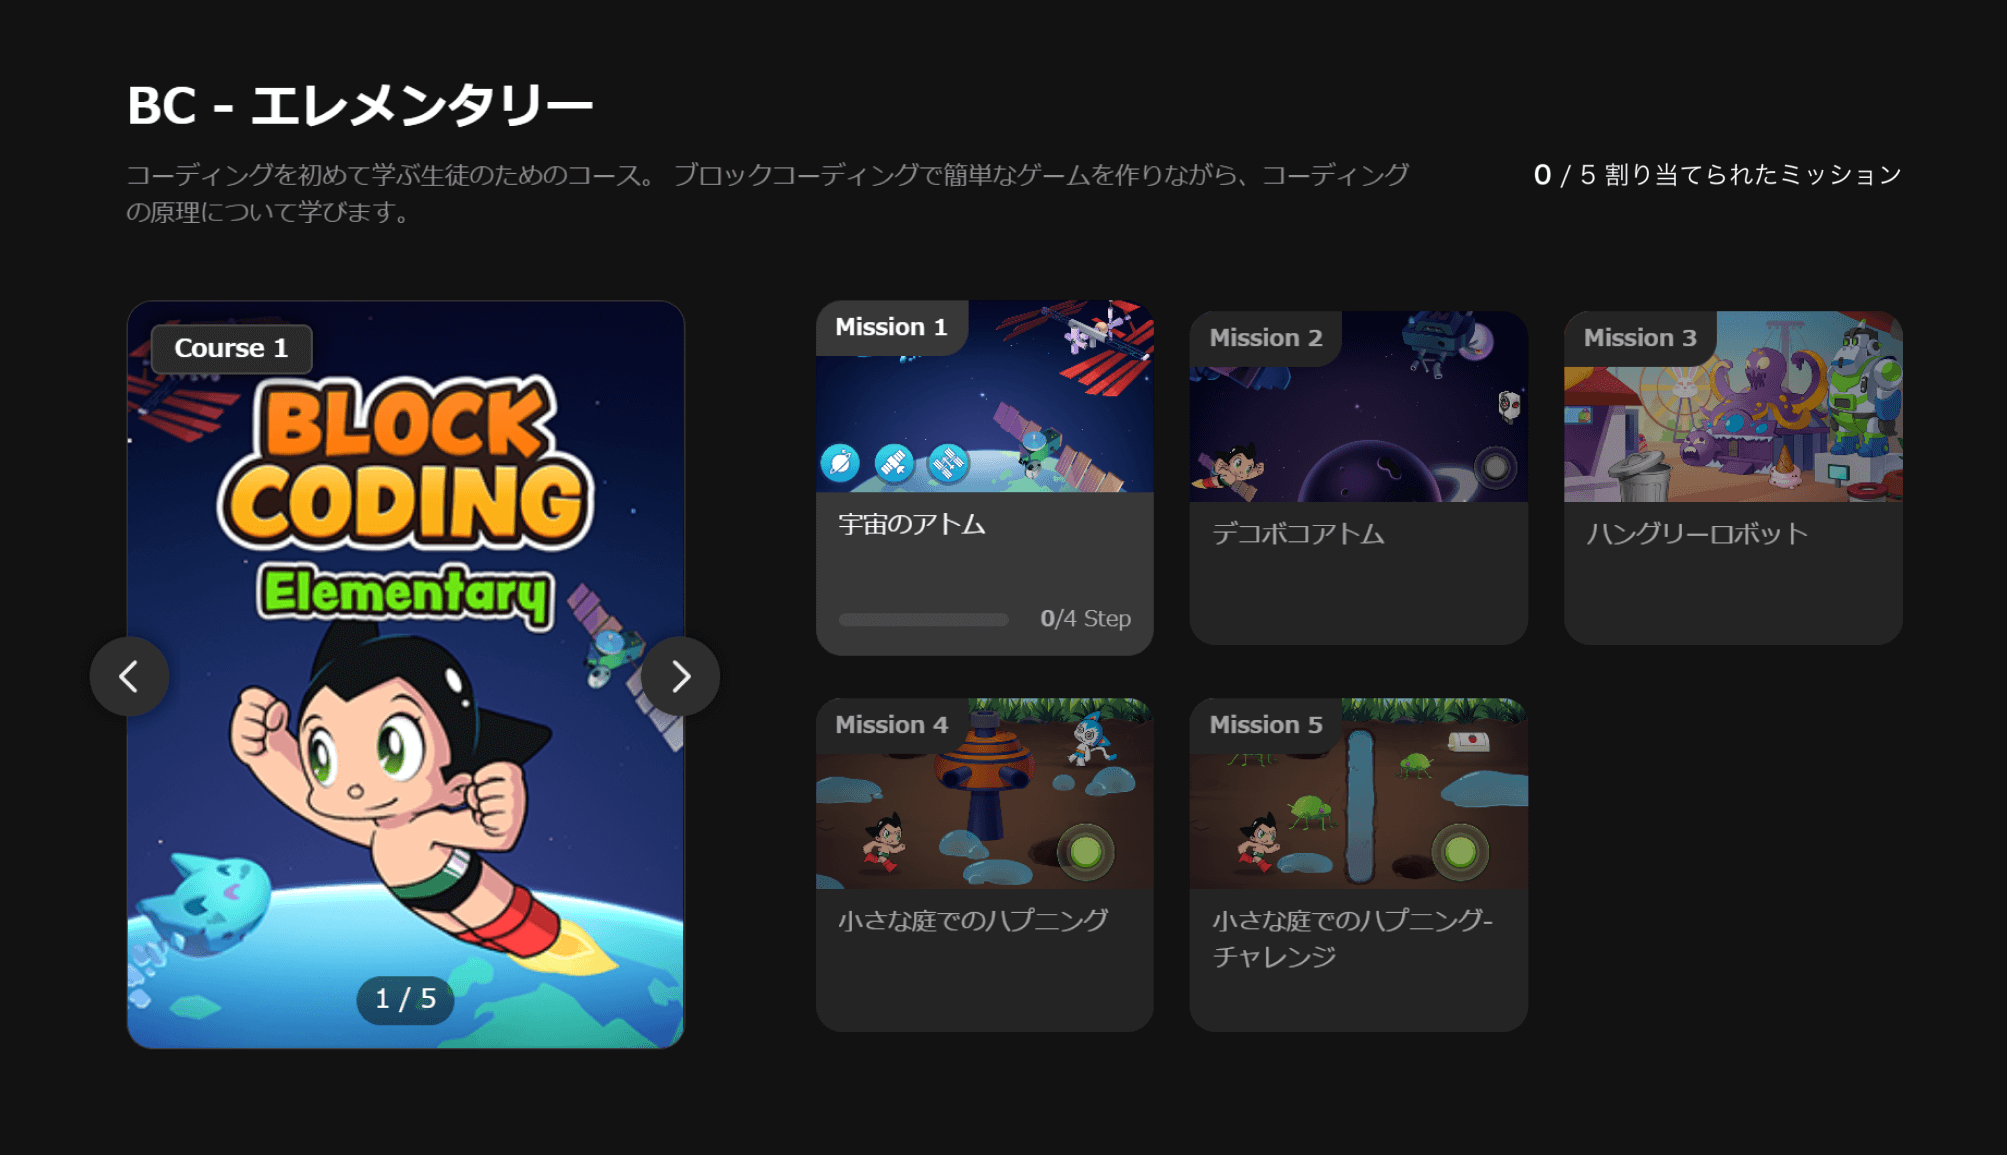 BC - エレメンタリー
コーディングを初めて学ぶ生徒のためのコース。 ブロックコーディングで簡単なゲームを作りながら、コーディング
の原理について学びます。
0 / 5 割り当てられたミッション
Course 1
BLOCK
CODING
Elementary
1 / 5
Mission 1
宇宙のアトム
0/4 Step
Mission 2
デコボコアトム
Mission 3
ハングリーロボット
Mission 4
小さな庭でのハプニング
Mission 5
小さな庭でのハプニング-
チャレンジ